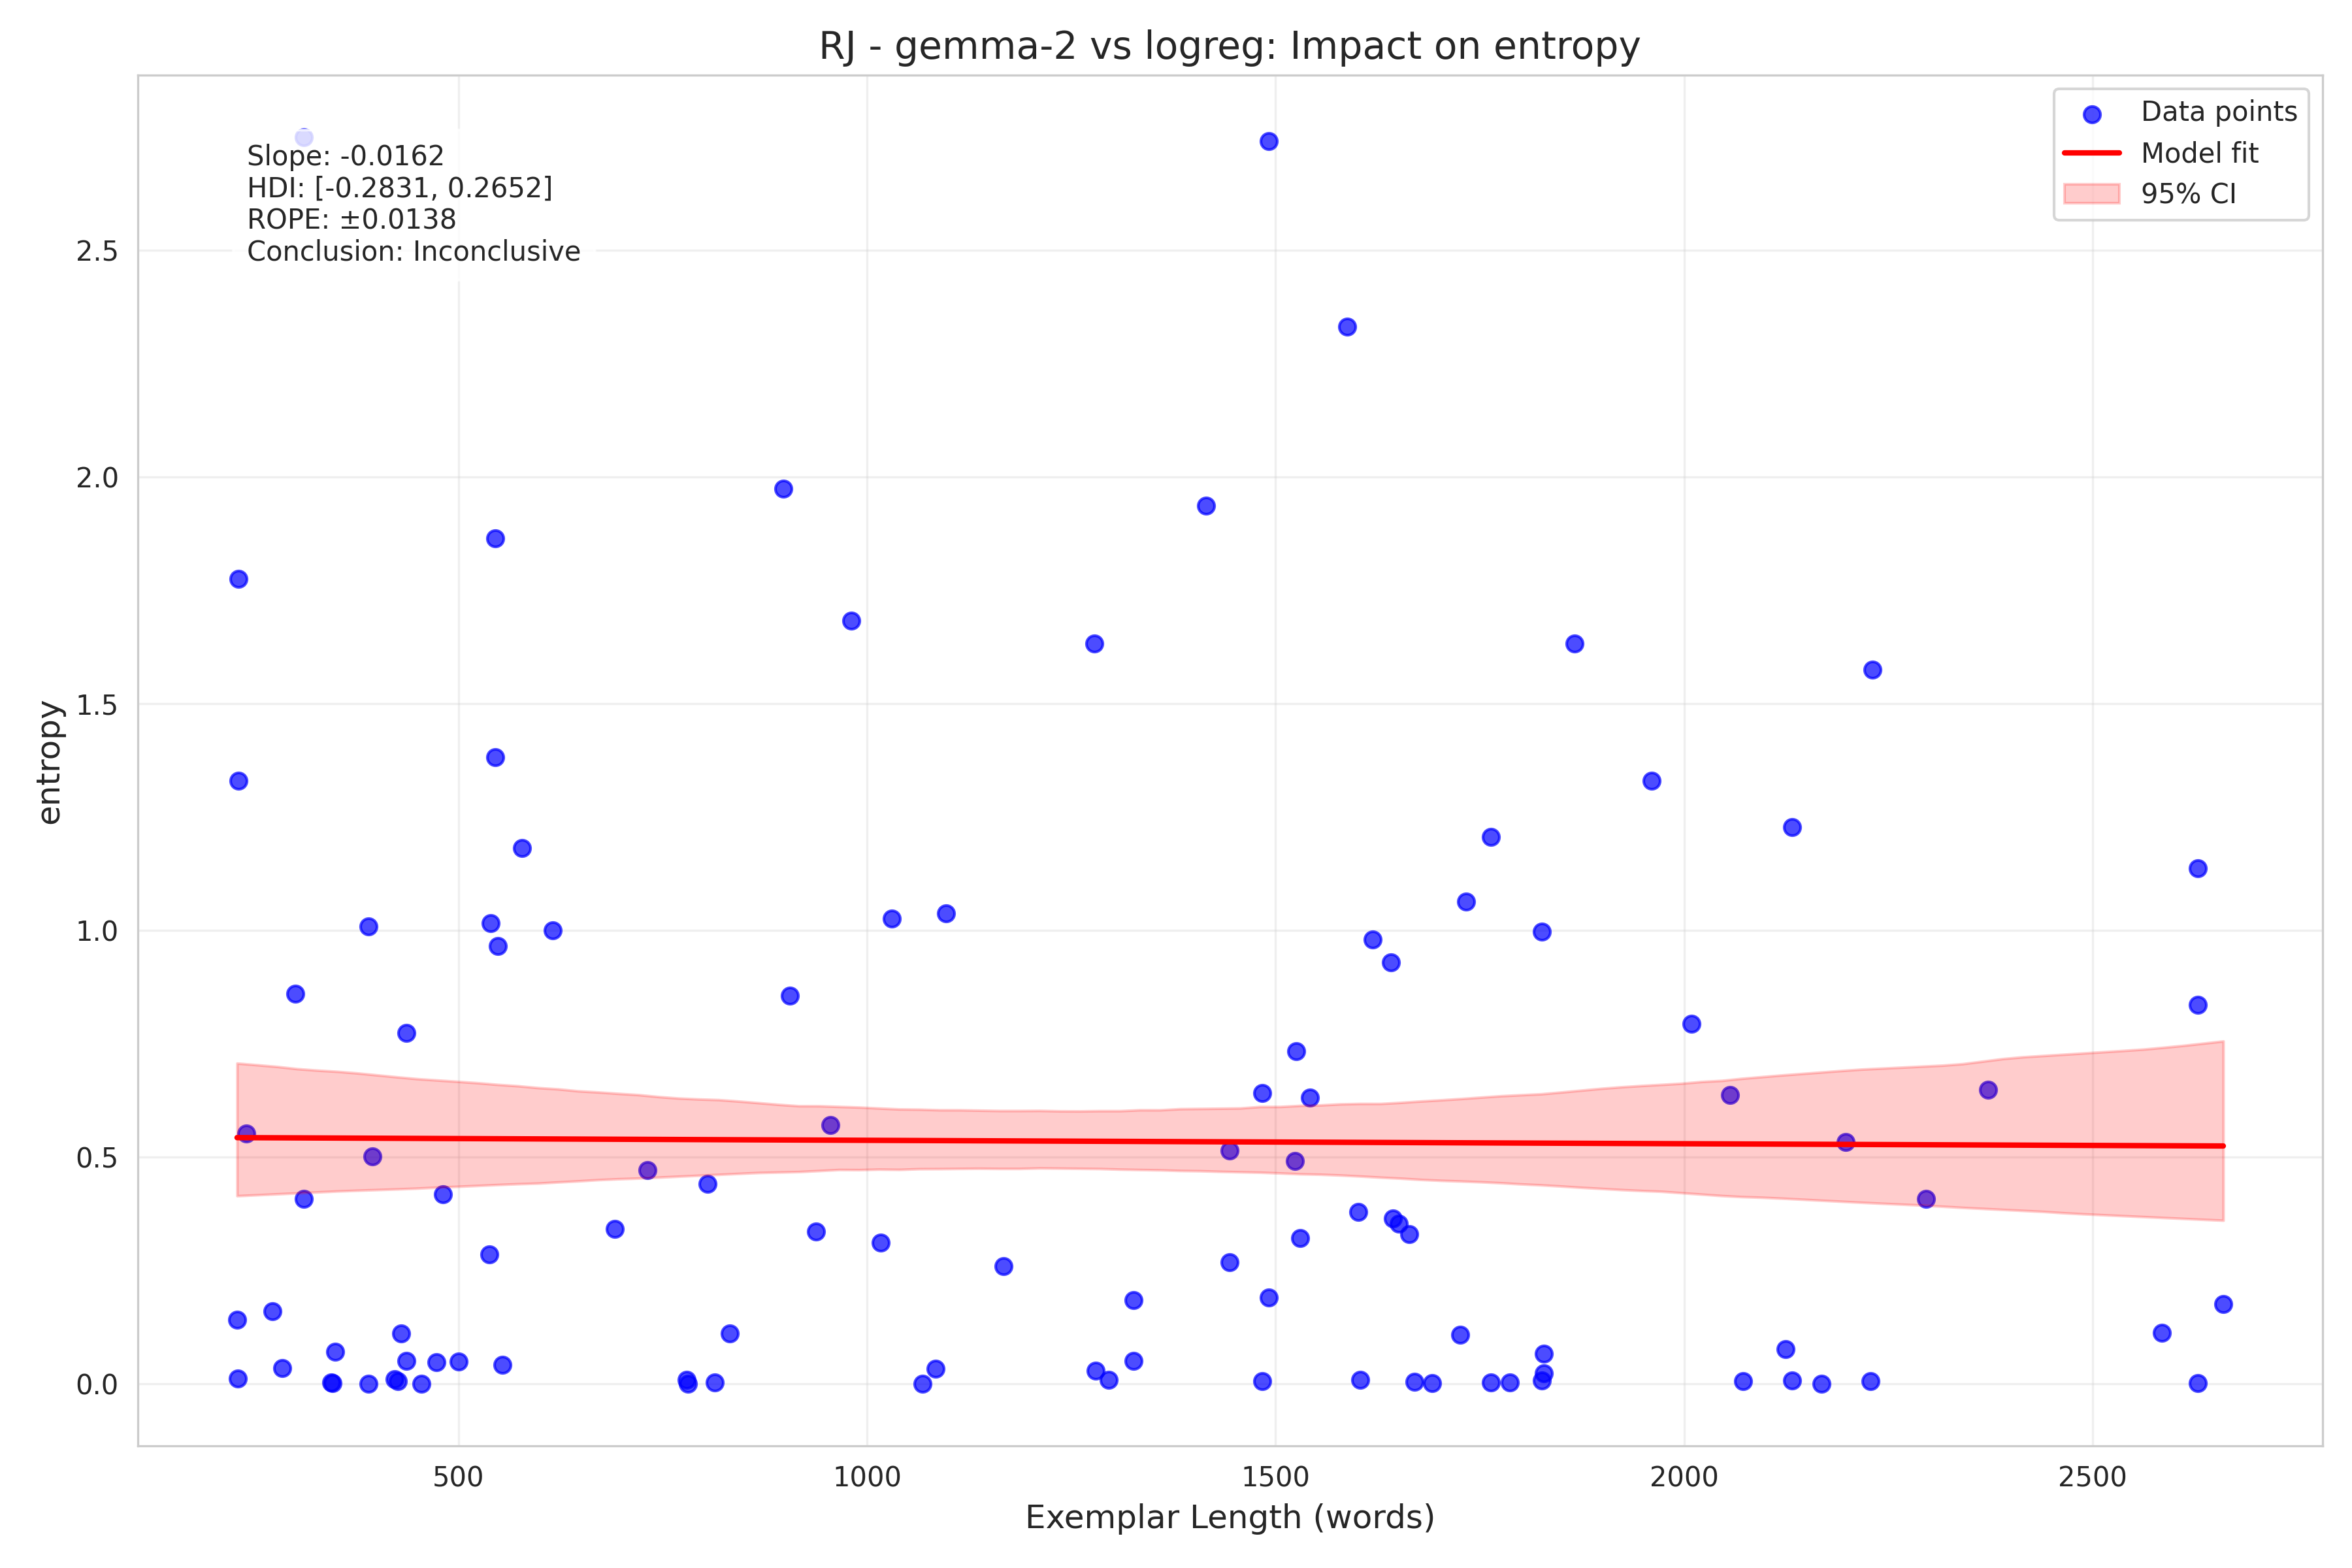 RJ - gemma-2 vs logreg: Impact on entropy
Slope: -0.0162
HDI: [-0.2831, 0.2652]
ROPE: ±0.0138
Conclusion: Inconclusive
Data points
Model fit
95% CI
entropy
2.5
2.0
1.5
1.0
0.5
0.0
500
1000
1500
2000
2500
Exemplar Length (words)